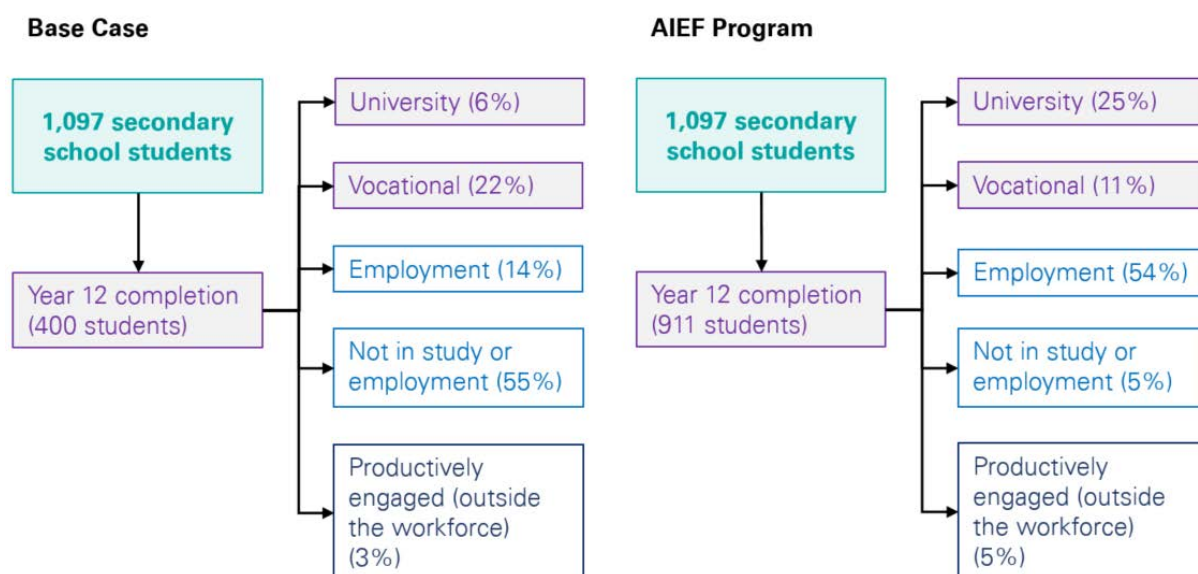 Base Case
1,097 secondary
school students
Year 12 completion
(400 students)
University (6%)
Vocational (22%)
Employment (14%)
Not in study or
employment (55%)
Productively
engaged (outside
the workforce)
(3%)
AIEF Program
1,097 secondary
school students
Year 12 completion
(911 students)
University (25%)
Vocational (11%)
Employment (54%)
Not in study or
employment (5%)
Productively
engaged (outside
the workforce)
(5%)